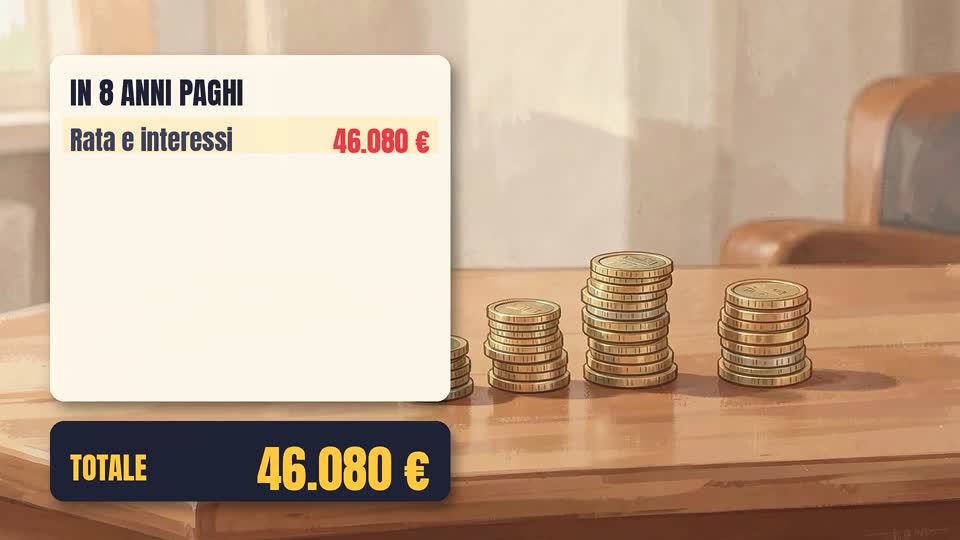 IN 8 ANNI PAGHI
Rata e interessi 46.080 €
TOTALE 46.080 €